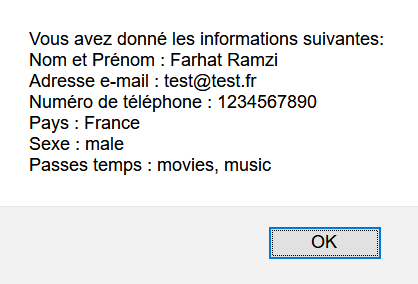 Vous avez donné les informations suivantes:
Nom et Prénom : Farhat Ramzi
Adresse e-mail : test@test.fr
Numéro de téléphone : 1234567890
Pays : France
Sexe : male
Passes temps : movies, music
OK